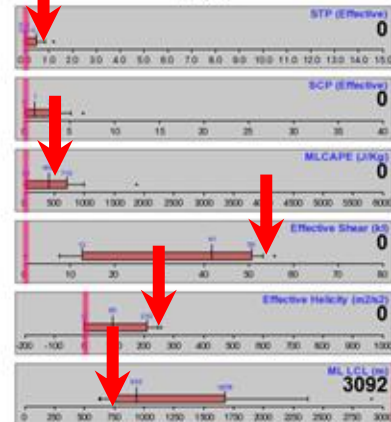 STP (Effective)
0
0.0 1.0 2.0 3.0 4.0 5.0 6.0 7.0 8.0 9.0 10.0 11.0 12.0 13.0 14.0 15.0
SCP (Effective)
0
5 10 15 20 25 30 35 40
MLCAPE (J/Kg)
0
0 500 1000 1500 2000 2500 3000 3500 4000 4500 5000 5500 6000
Effective Shear (kt)
0
10 20 30 40 50 60 70 80
Effective Helicity (m2/s2)
0
-200 -100 0 100 200 300 400 500 600 700 800 900 1000
ML LCL (m)
3092
0 250 500 750 1000 1250 1500 1750 2000 2250 2500 2750 3000